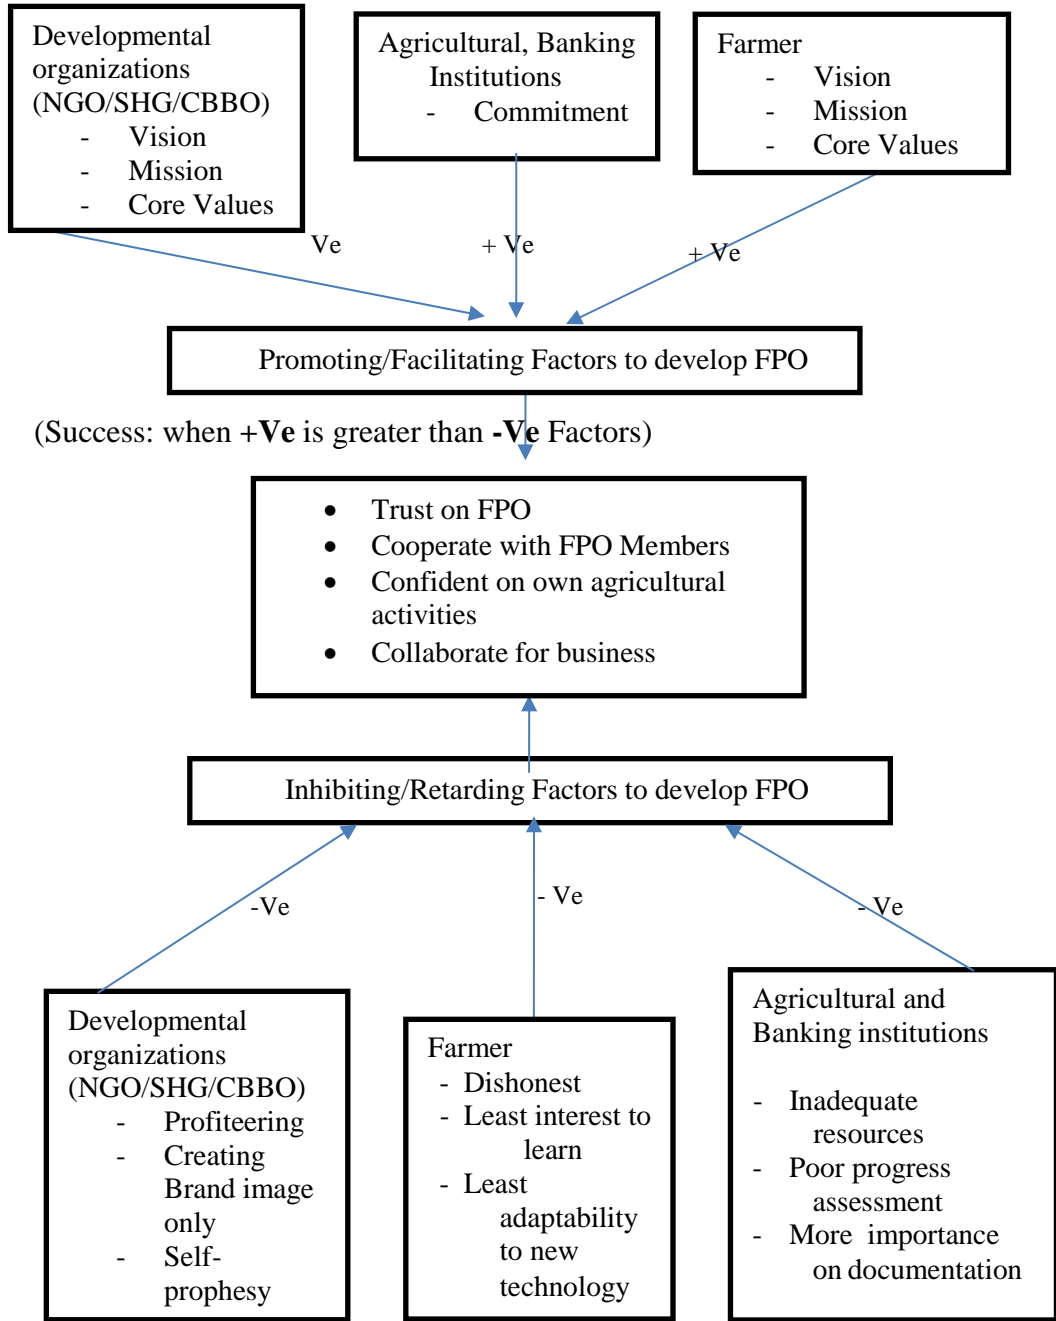 Developmental
organizations
(NGO/SHG/CBBO)
- Vision
- Mission
- Core Values
Agricultural, Banking
Institutions
- Commitment
Farmer
- Vision
- Mission
- Core Values
Ve
+ Ve
+ Ve
Promoting/Facilitating Factors to develop FPO
(Success: when +Ve is greater than -Ve Factors)
• Trust on FPO
• Cooperate with FPO Members
• Confident on own agricultural
activities
• Collaborate for business
Inhibiting/Retarding Factors to develop FPO
-Ve
- Ve
- Ve
Developmental
organizations
(NGO/SHG/CBBO)
- Profiteering
- Creating
Brand image
only
- Self-
prophesy
Farmer
- Dishonest
- Least interest to
learn
- Least
adaptability
to new
technology
Agricultural and
Banking institutions
- Inadequate
resources
- Poor progress
assessment
- More importance
on documentation